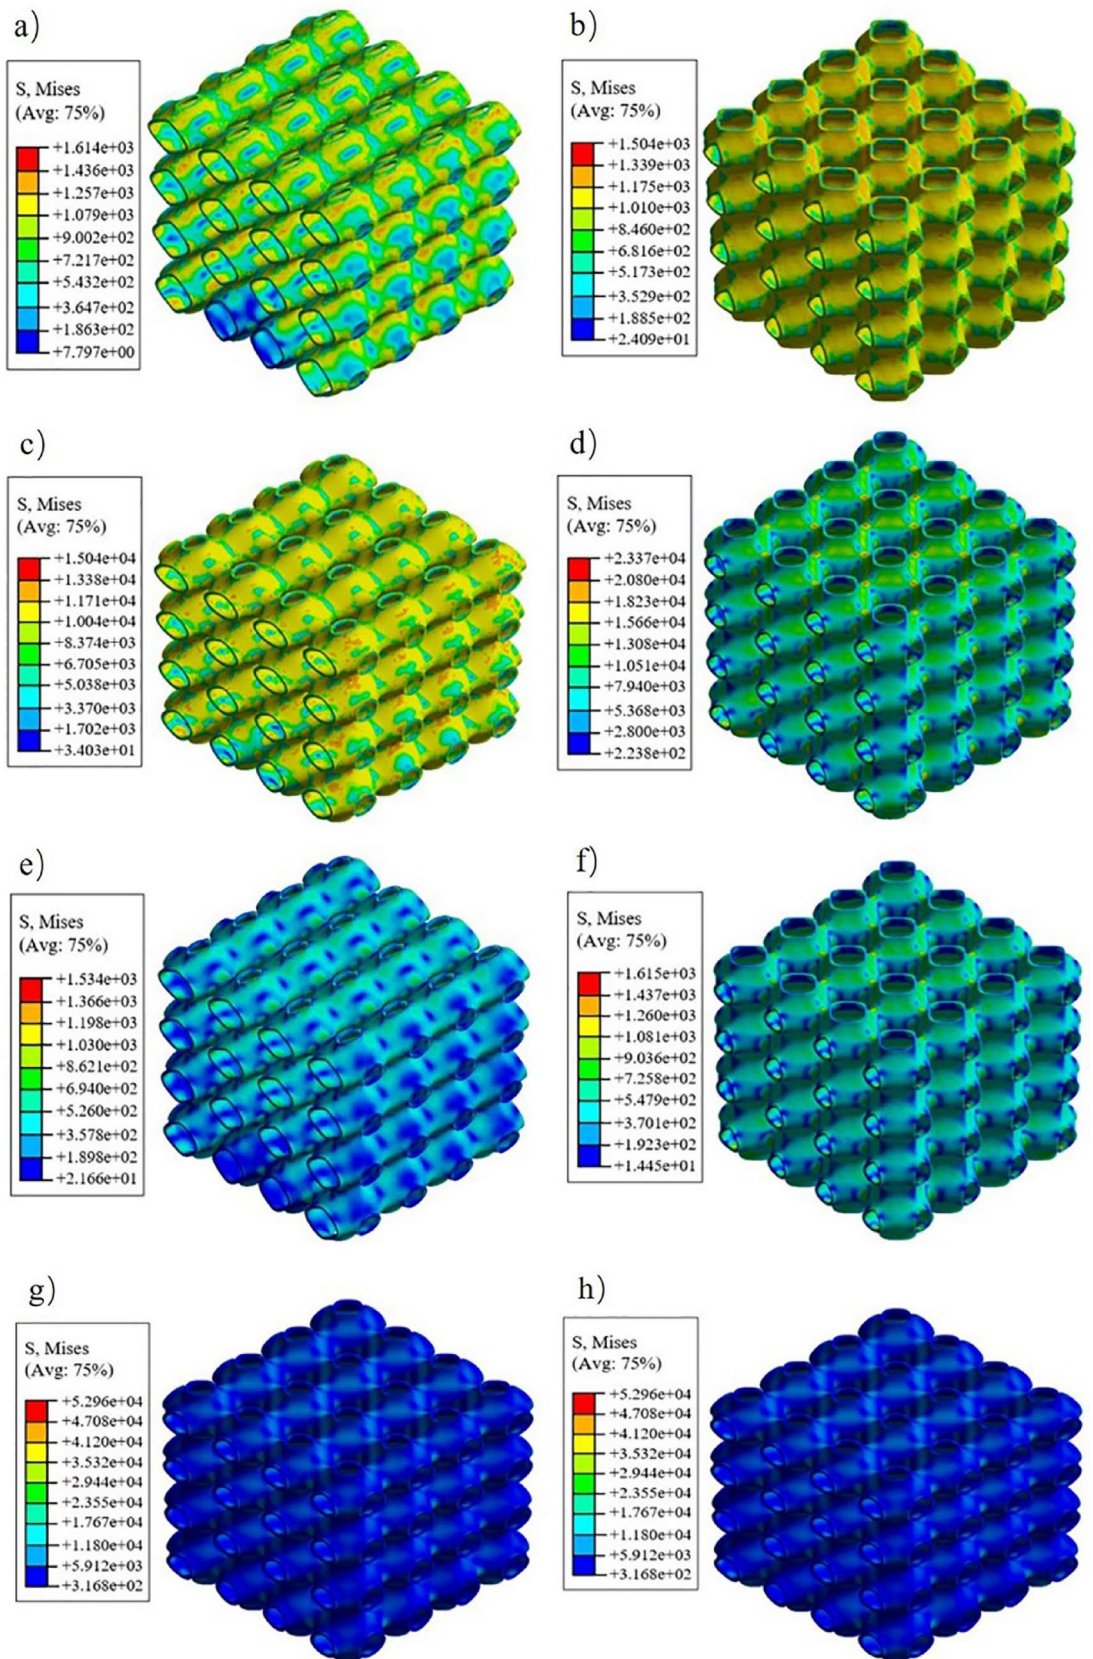 a)
S, Mises
(Avg: 75%)
+1.614e+03
+1.436e+03
+1.257e+03
+1.079e+03
+9.002e+02
+7.217e+02
+5.432e+02
+3.647e+02
+1.863e+02
+7.797e+00
b)
S, Mises
(Avg: 75%)
+1.504e+03
+1.339e+03
+1.175e+03
+1.010e+03
+8.460e+02
+6.816e+02
+5.173e+02
+3.529e+02
+1.885e+02
+2.409e+01
c)
S, Mises
(Avg: 75%)
+1.504e+04
+1.338e+04
+1.171e+04
+1.004e+04
+8.374e+03
+6.705e+03
+5.038e+03
+3.370e+03
+1.702e+03
+3.403e+01
d)
S, Mises
(Avg: 75%)
+2.337e+04
+2.080e+04
+1.823e+04
+1.566e+04
+1.308e+04
+1.051e+04
+7.940e+03
+5.368e+03
+2.800e+03
+2.238e+02
e)
S, Mises
(Avg: 75%)
+1.534e+03
+1.366e+03
+1.198e+03
+1.030e+03
+8.621e+02
+6.940e+02
+5.260e+02
+3.578e+02
+1.898e+02
+2.166e+01
f)
S, Mises
(Avg: 75%)
+1.615e+03
+1.437e+03
+1.260e+03
+1.081e+03
+9.036e+02
+7.258e+02
+5.479e+02
+3.701e+02
+1.923e+02
+1.445e+01
g)
S, Mises
(Avg: 75%)
+5.296e+04
+4.708e+04
+4.120e+04
+3.532e+04
+2.944e+04
+2.355e+04
+1.767e+04
+1.180e+04
+5.912e+03
+3.168e+02
h)
S, Mises
(Avg: 75%)
+5.296e+04
+4.708e+04
+4.120e+04
+3.532e+04
+2.944e+04
+2.355e+04
+1.767e+04
+1.180e+04
+5.912e+03
+3.168e+02